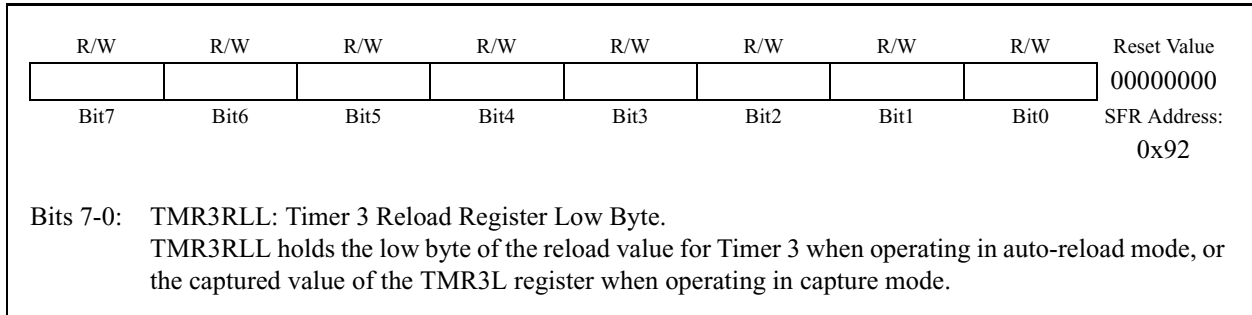 R/W R/W R/W R/W R/W R/W R/W R/W Reset Value
00000000
Bit7 Bit6 Bit5 Bit4 Bit3 Bit2 Bit1 Bit0 SFR Address:
0x92
Bits 7-0: TMR3RLL: Timer 3 Reload Register Low Byte.
TMR3RLL holds the low byte of the reload value for Timer 3 when operating in auto-reload mode, or
the captured value of the TMR3L register when operating in capture mode.